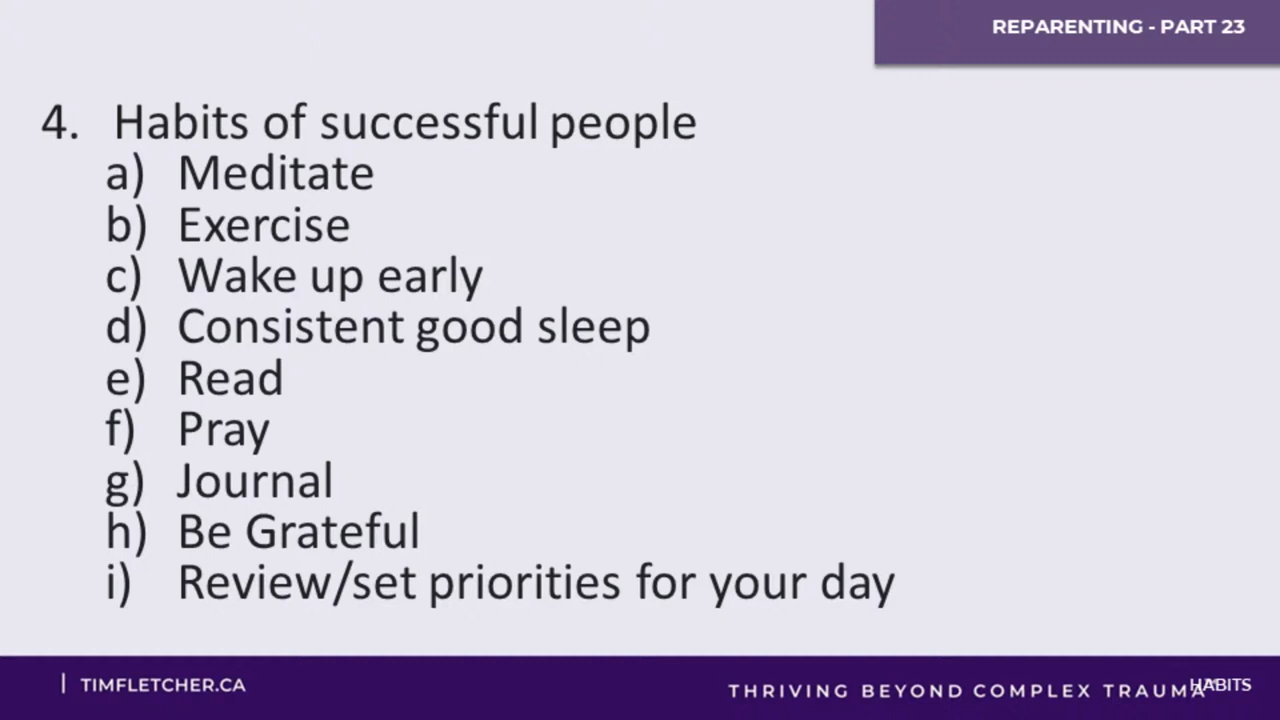 REPARENTING - PART 23
4. Habits of successful people
a) Meditate
b) Exercise
c) Wake up early
d) Consistent good sleep
e) Read
f) Pray
g) Journal
h) Be Grateful
i) Review/set priorities for your day
| TIMFLETCHER.CA
THRIVING BEYOND COMPLEX TRAUMA
HABITS